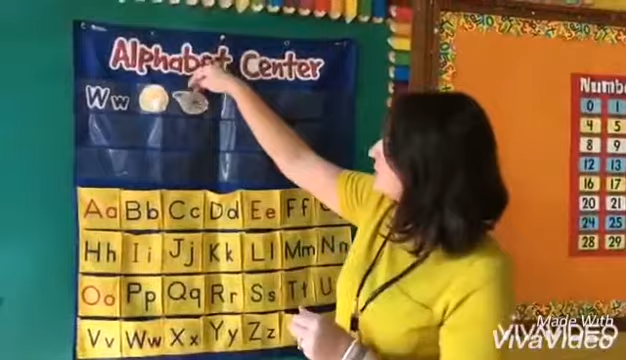 Alphabet Center
Ww
Aa Bb Cc Dd Ee Ff
Hh Ii Jj Kk Ll Mm Nn
Oo Pp Qq Rr Ss Tt U
Vv Ww Xx Yy Zz
Numbe
0 1
4 5
8 9
12 13
16 17
20 21
24 25
28 29
Made With
VivaVideo